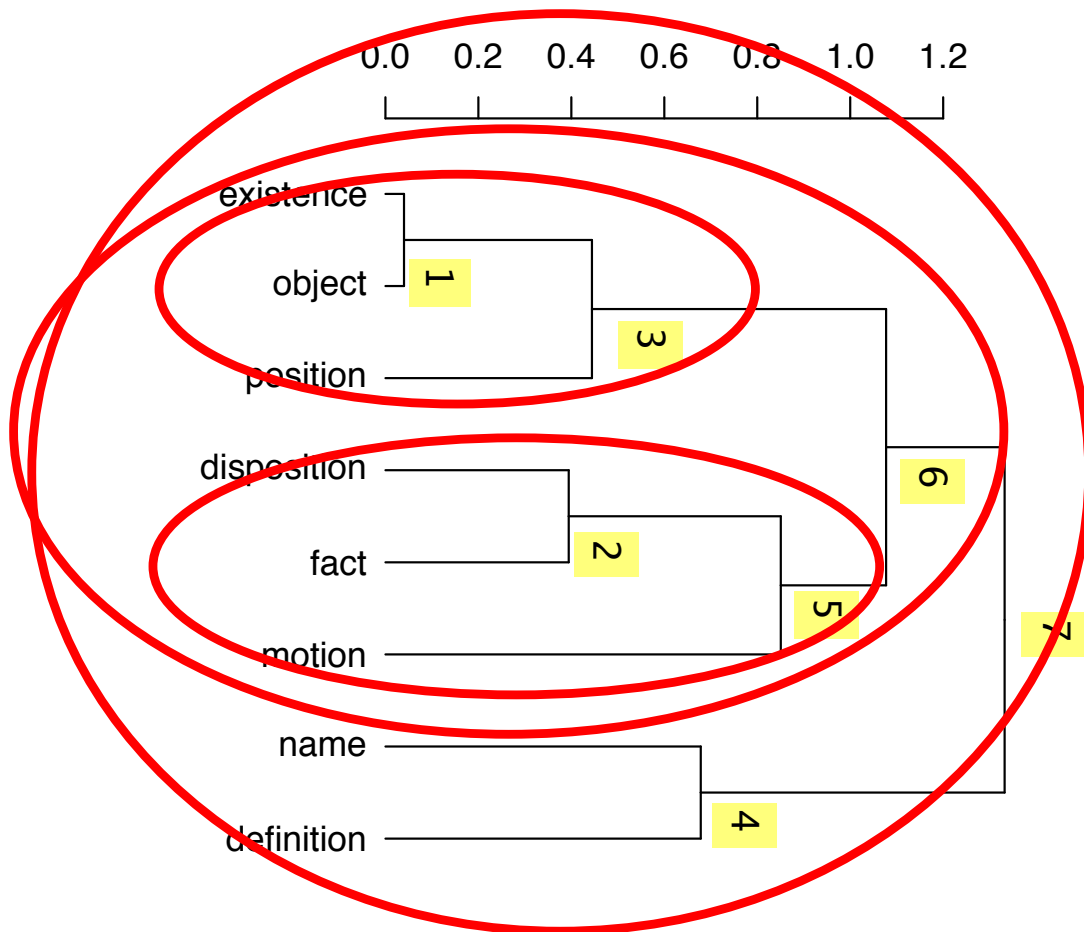 0.0 0.2 0.4 0.6 0.8 1.0 1.2
existence
object
1
3
position
disposition
6
2
fact
5
7
motion
name
4
definition